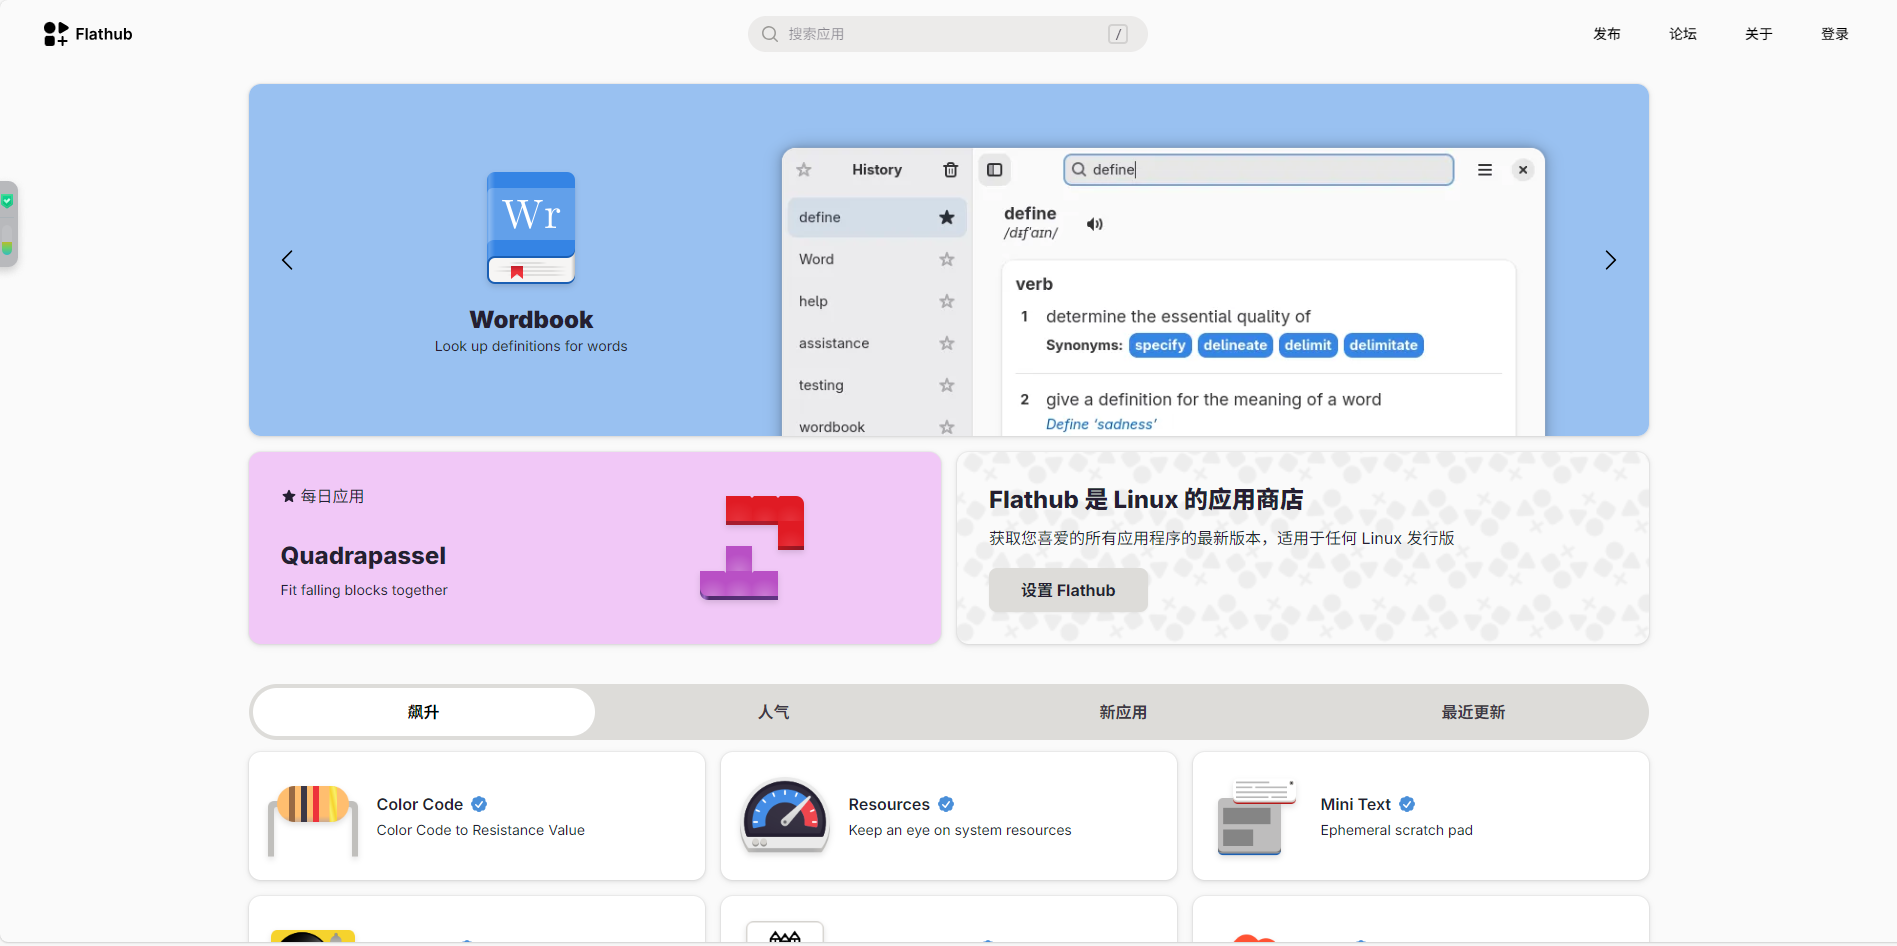 Flathub
搜索应用
/
发布
论坛
关于
登录
Wr
Wordbook
Look up definitions for words
History
define
define
Word
help
assistance
testing
wordbook
define
/dɪfˈaɪn/
verb
1 determine the essential quality of
Synonyms: specify delineate delimit delimitate
2 give a definition for the meaning of a word
Define ‘sadness’
每日应用
Quadrapassel
Fit falling blocks together
Flathub 是 Linux 的应用商店
获取您喜爱的所有应用程序的最新版本，适用于任何 Linux 发行版
设置 Flathub
飙升
人气
新应用
最近更新
Color Code
Color Code to Resistance Value
Resources
Keep an eye on system resources
Mini Text
Ephemeral scratch pad